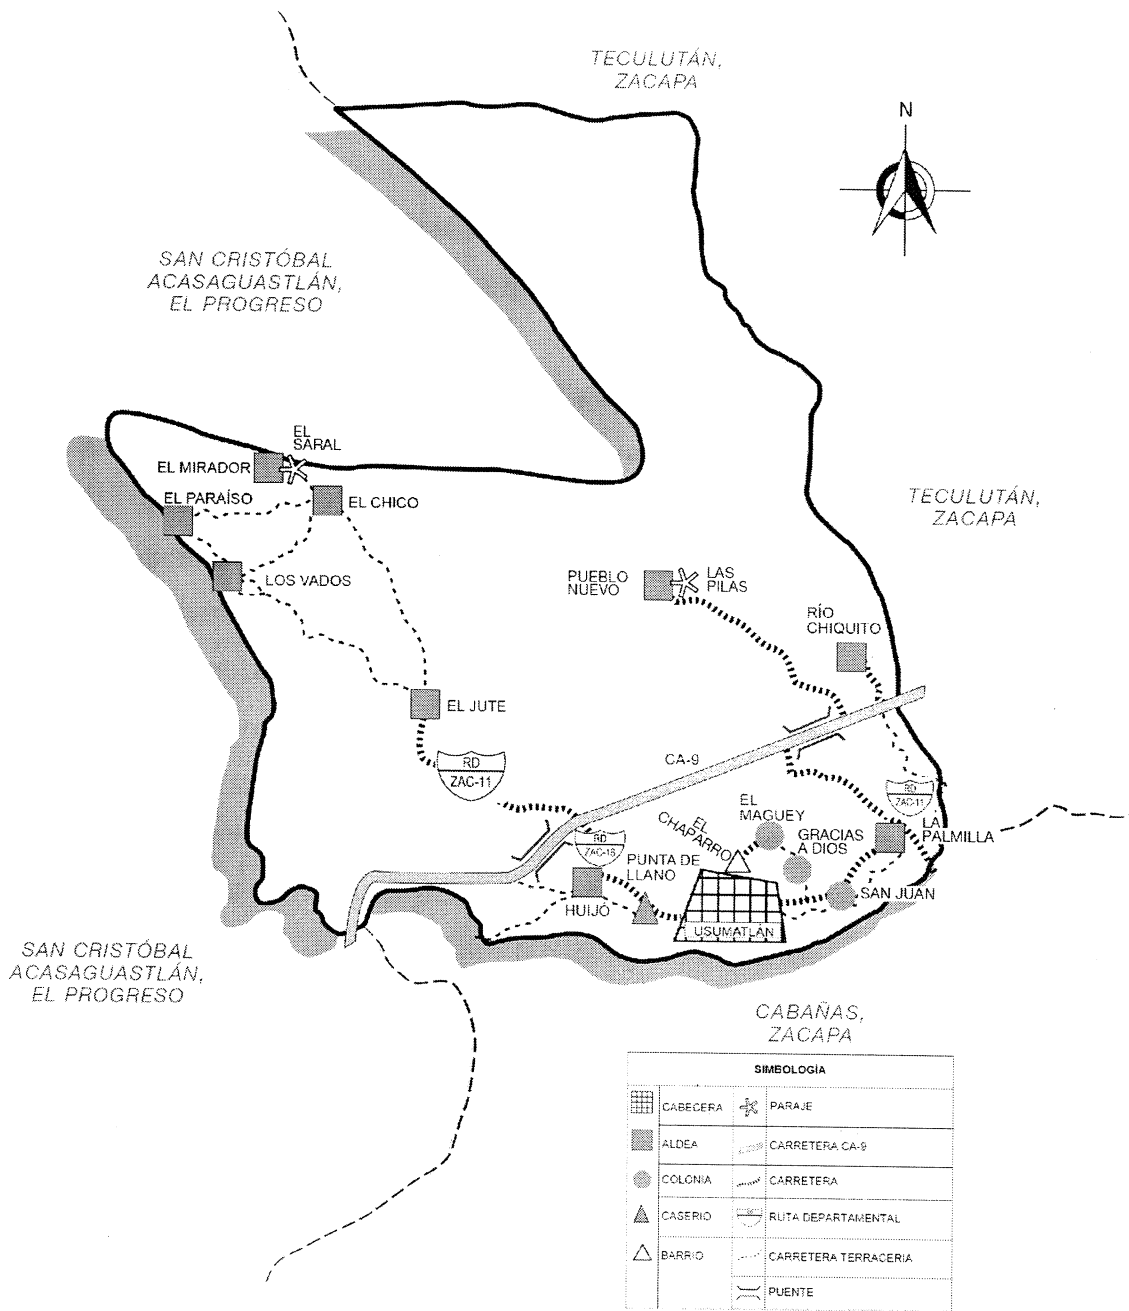 TECULUTÁN,
ZACAPA
N
SAN CRISTÓBAL
ACASAGUASTLÁN,
EL PROGRESO
EL
SARAL
EL MIRADOR
EL PARAÍSO
EL CHICO
TECULUTÁN,
ZACAPA
LOS VADOS
PUEBLO
NUEVO
LAS
PILAS
RÍO
CHIQUITO
EL JUTE
CA-9
RD
ZAC-11
RD
ZAC-11
EL
MAGUEY
EL
CHAPARRO
GRACIAS
A DIOS
LA
PALMILLA
RD
ZAC-16
PUNTA DE
LLANO
SAN JUAN
HUIJÓ
USUMATLÁN
SAN CRISTÓBAL
ACASAGUASTLÁN,
EL PROGRESO
CABAÑAS,
ZACAPA
SIMBOLOGÍA
CABECERA
PARAJE
ALDEA
CARRETERA CA-9
COLONIA
CARRETERA
CASERIO
RUTA DEPARTAMENTAL
BARRIO
CARRETERA TERRACERIA
PUENTE